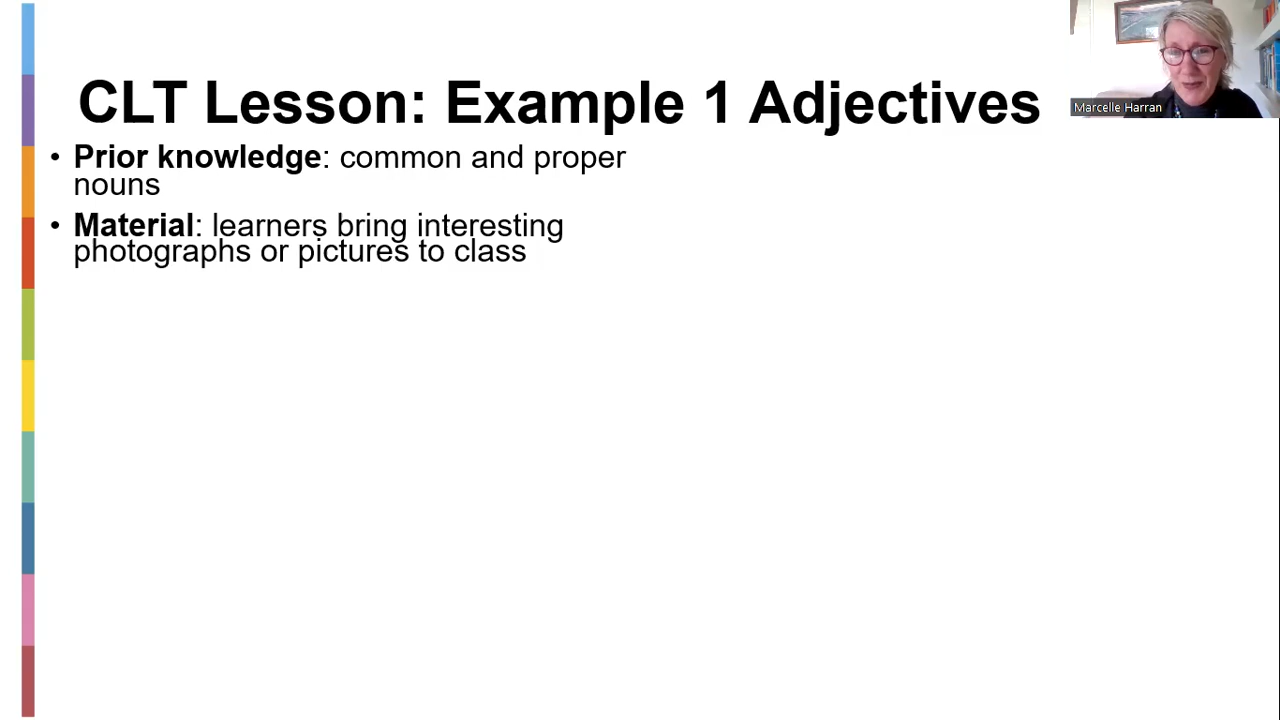 CLT Lesson: Example 1 Adjectives
Marcelle Harran
• Prior knowledge: common and proper
nouns
• Material: learners bring interesting
photographs or pictures to class